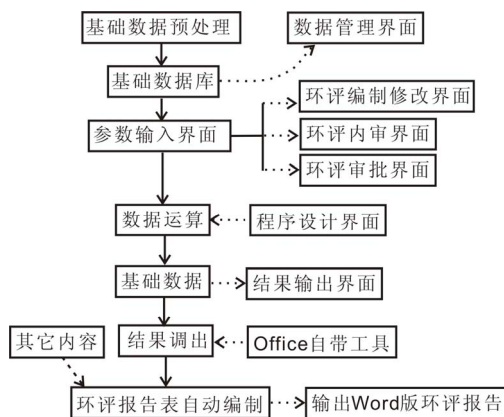 基础数据预处理
数据管理界面
基础数据库
环评编制修改界面
参数输入界面
环评内审界面
环评审批界面
数据运算
程序设计界面
基础数据
结果输出界面
其它内容
结果调出
Office自带工具
环评报告表自动编制
输出Word版环评报告